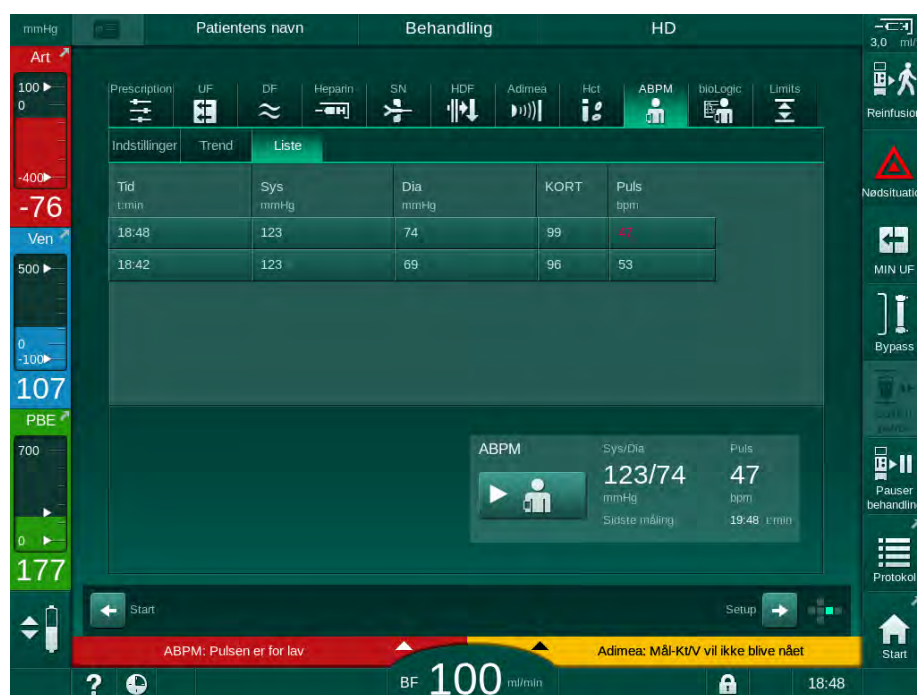 mmHg
Patientens navn
Behandling
HD
3,0 ml/
Art
100
0
-400
-76
Ven
500
0
-100
107
PBE
700
0
177
Prescription
UF
DF
Heparin
SN
HDF
Adimea
Hct
ABPM
bioLogic
Limits
Indstillinger
Trend
Liste
Tid
Sys
Dia
KORT
Puls
t:min
mmHg
mmHg
bpm
18:48 123 74 99 47
18:42 123 69 96 53
ABPM
Sys/Dia
Puls
123/74
47
mmHg
bpm
Sidste måling
19:48 t:min
Start
Setup
ABPM: Pulsen er for lav
Adimea: Mål-Kt/V vil ikke blive nået
?
BF 100 ml/min
18:48
Reinfusion
Nødsituatio
MIN UF
Bypass
Pauser
behandling
Protokol
Start